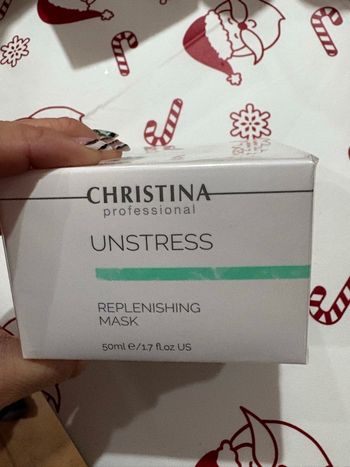 CHRISTINA
professional
UNSTRESS
REPLENISHING
MASK
50ml e/1.7 fl.oz US